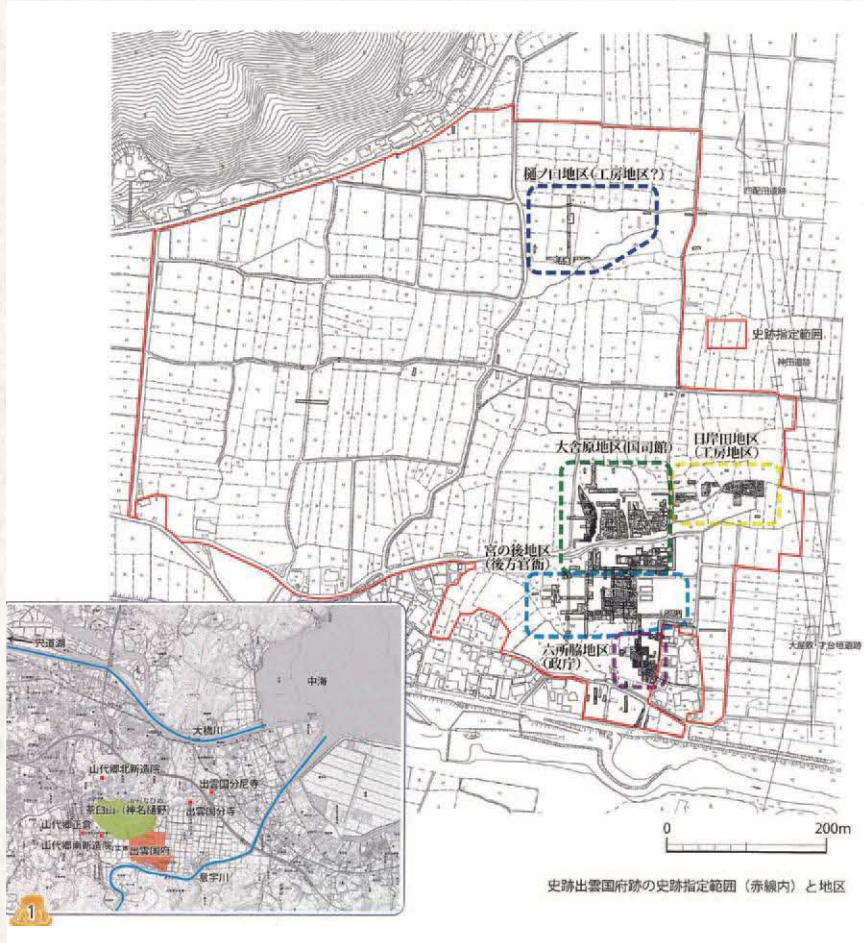 樋ノ口地区(工房地区?)
四配田遺跡
史跡指定範囲
神田遺跡
大舎原地区(国司館)
日岸田地区
(工房地区)
宮の後地区
(後方官衙)
六所脇地区
(政庁)
大屋敷・才台垣遺跡
宍道湖
中海
大橋川
山代郷北新造院
出雲国分尼寺
茶臼山(神名樋野)
出雲国分寺
山代郷正倉
山代郷南新造院
出雲国府
意宇川
0 200m
史跡出雲国府跡の史跡指定範囲(赤線内)と地区
1